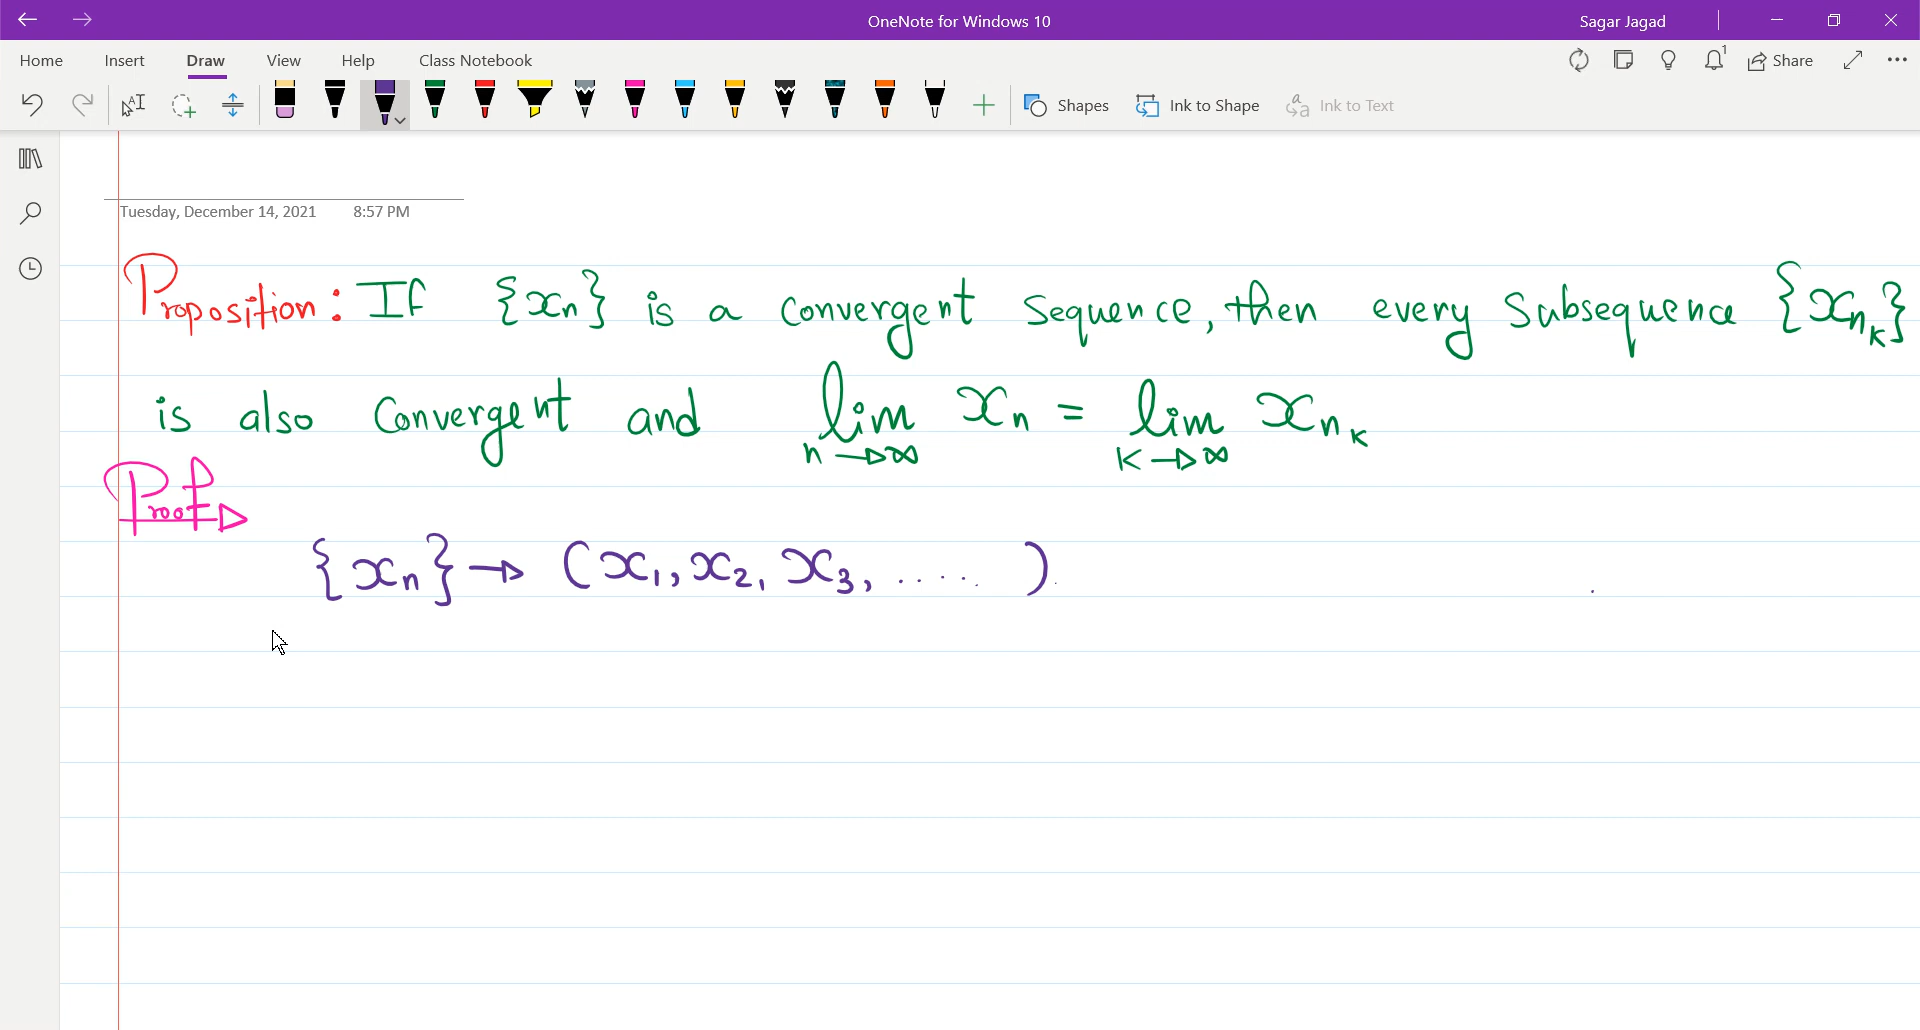 OneNote for Windows 10
Sagar Jagad
Home Insert Draw View Help Class Notebook
1 Share
Shapes Ink to Shape Ink to Text
Tuesday, December 14, 2021 8:57 PM
Proposition: If {xₙ} is a convergent sequence, then every subsequence {xₙₖ}
is also convergent and lim n→∞ xₙ = lim k→∞ xₙₖ
Proof
{xₙ} → (x₁, x₂, x₃, ..... ).